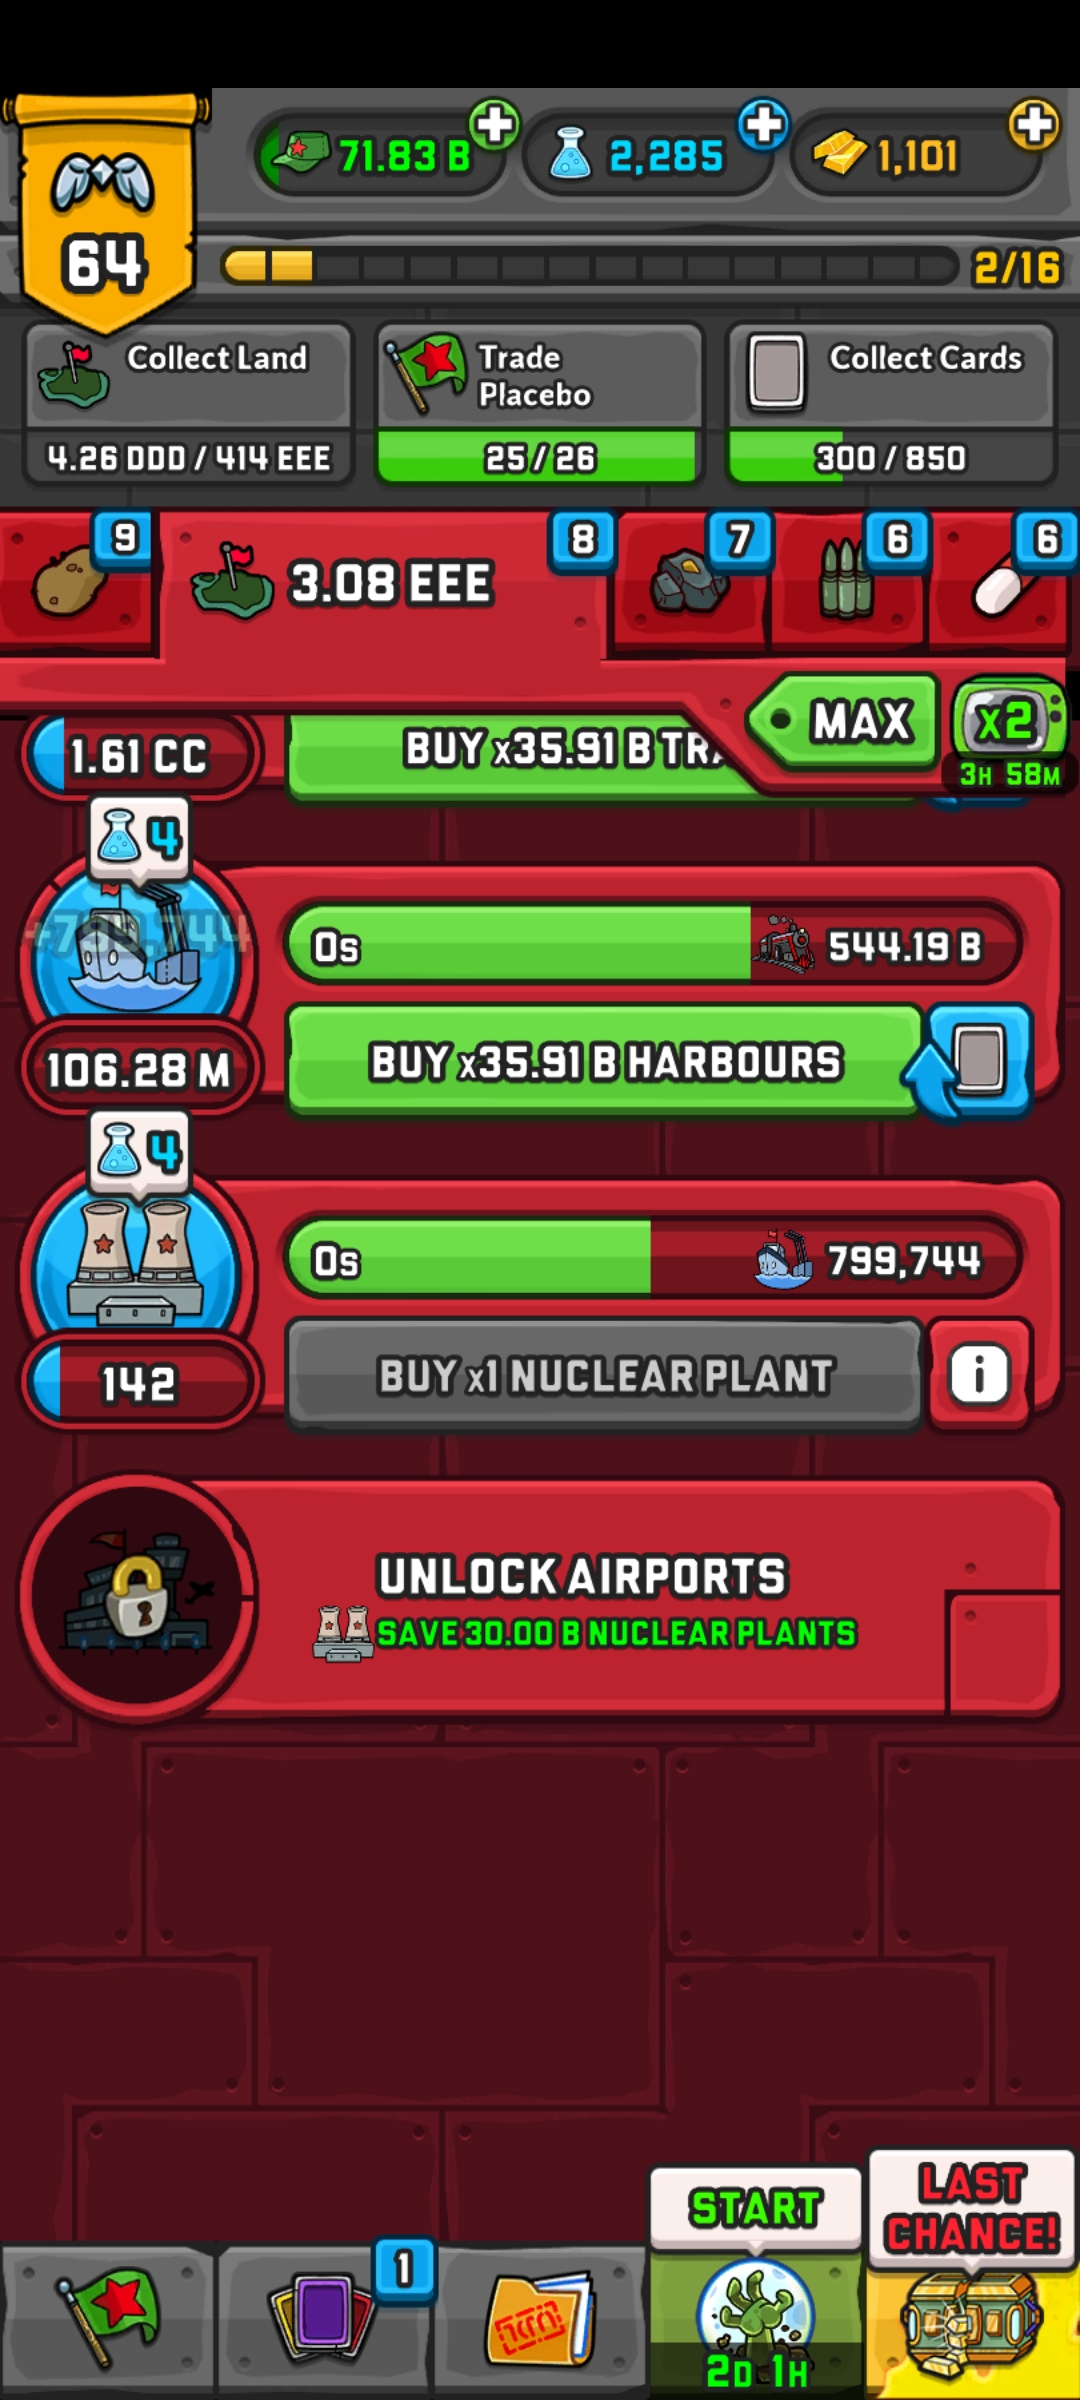 71.83 B
2,285
1,101
64
2/16
Collect Land
4.26 DDD / 414 EEE
Trade
Placebo
25 / 26
Collect Cards
300 / 850
9
3.08 EEE
8
7
6
6
MAX
x2
3H 58M
1.61 CC
BUY x35.91 B
4
+799,744
0s
544.19 B
106.28 M
BUY x35.91 B HARBOURS
4
0s
799,744
142
BUY x1 NUCLEAR PLANT
i
UNLOCK AIRPORTS
SAVE 30.00 B NUCLEAR PLANTS
START
LAST
CHANCE!
1
2D 1H